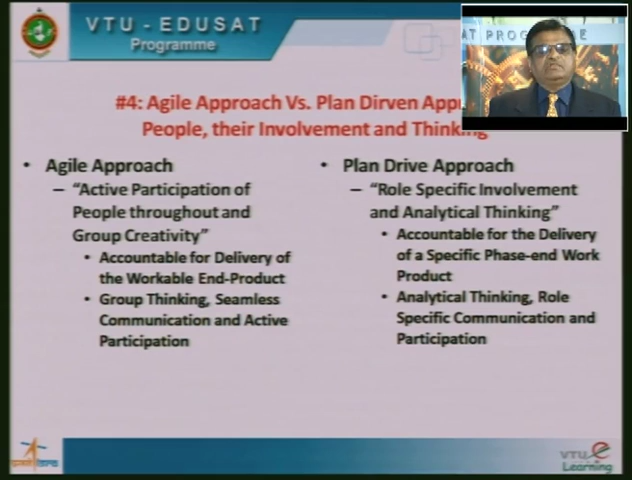 VTU - EDUSAT
Programme
AT PROGRAMME
#4: Agile Approach Vs. Plan Dirven App
People, their Involvement and Thinking
• Agile Approach
– "Active Participation of
People throughout and
Group Creativity"
• Accountable for Delivery of
the Workable End-Product
• Group Thinking, Seamless
Communication and Active
Participation
• Plan Drive Approach
– "Role Specific Involvement
and Analytical Thinking"
• Accountable for the Delivery
of a Specific Phase-end Work
Product
• Analytical Thinking, Role
Specific Communication and
Participation
VTU e
Learning